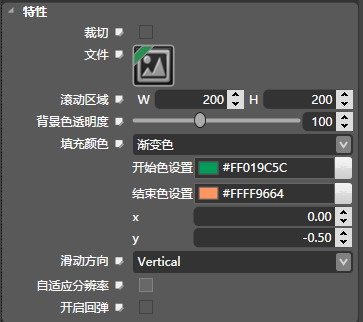 特性
裁切
文件
滚动区域 W 200 H 200
背景色透明度 100
填充颜色 渐变色
开始色设置 #FF019C5C
结束色设置 #FFFF9664
x 0.00
y -0.50
滑动方向 Vertical
自适应分辨率
开启回弹